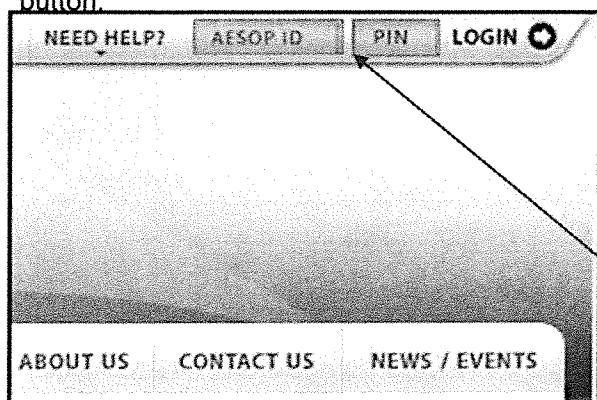 button.
NEED HELP? AESOP ID PIN LOGIN
ABOUT US CONTACT US NEWS / EVENTS